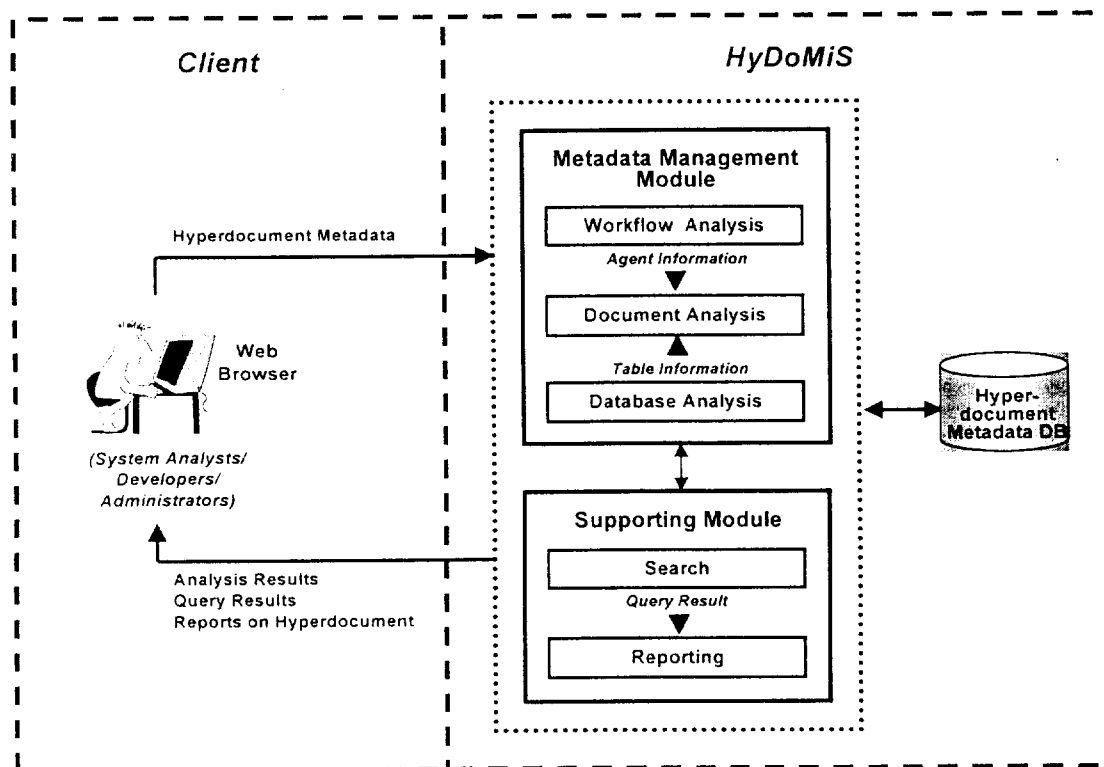 Client
HyDoMiS
Metadata Management
Module
Workflow Analysis
Agent Information
Document Analysis
Table Information
Database Analysis
Hyperdocument Metadata
Web
Browser
(System Analysts/
Developers/
Administrators)
Hyper-
document
Metadata DB
Supporting Module
Search
Query Result
Reporting
Analysis Results
Query Results
Reports on Hyperdocument